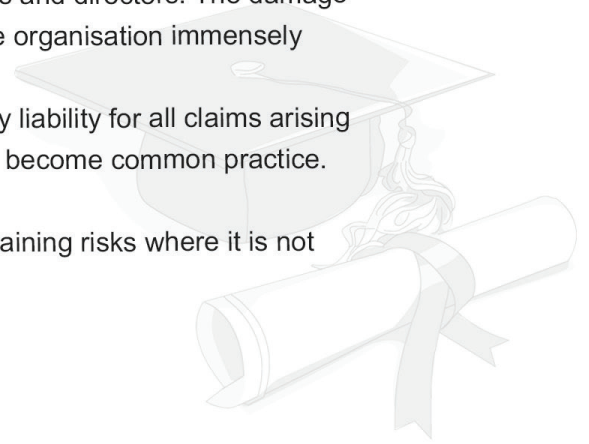 and directors. The damage
organisation immensely
liability for all claims arising
become common practice.
risks where it is not